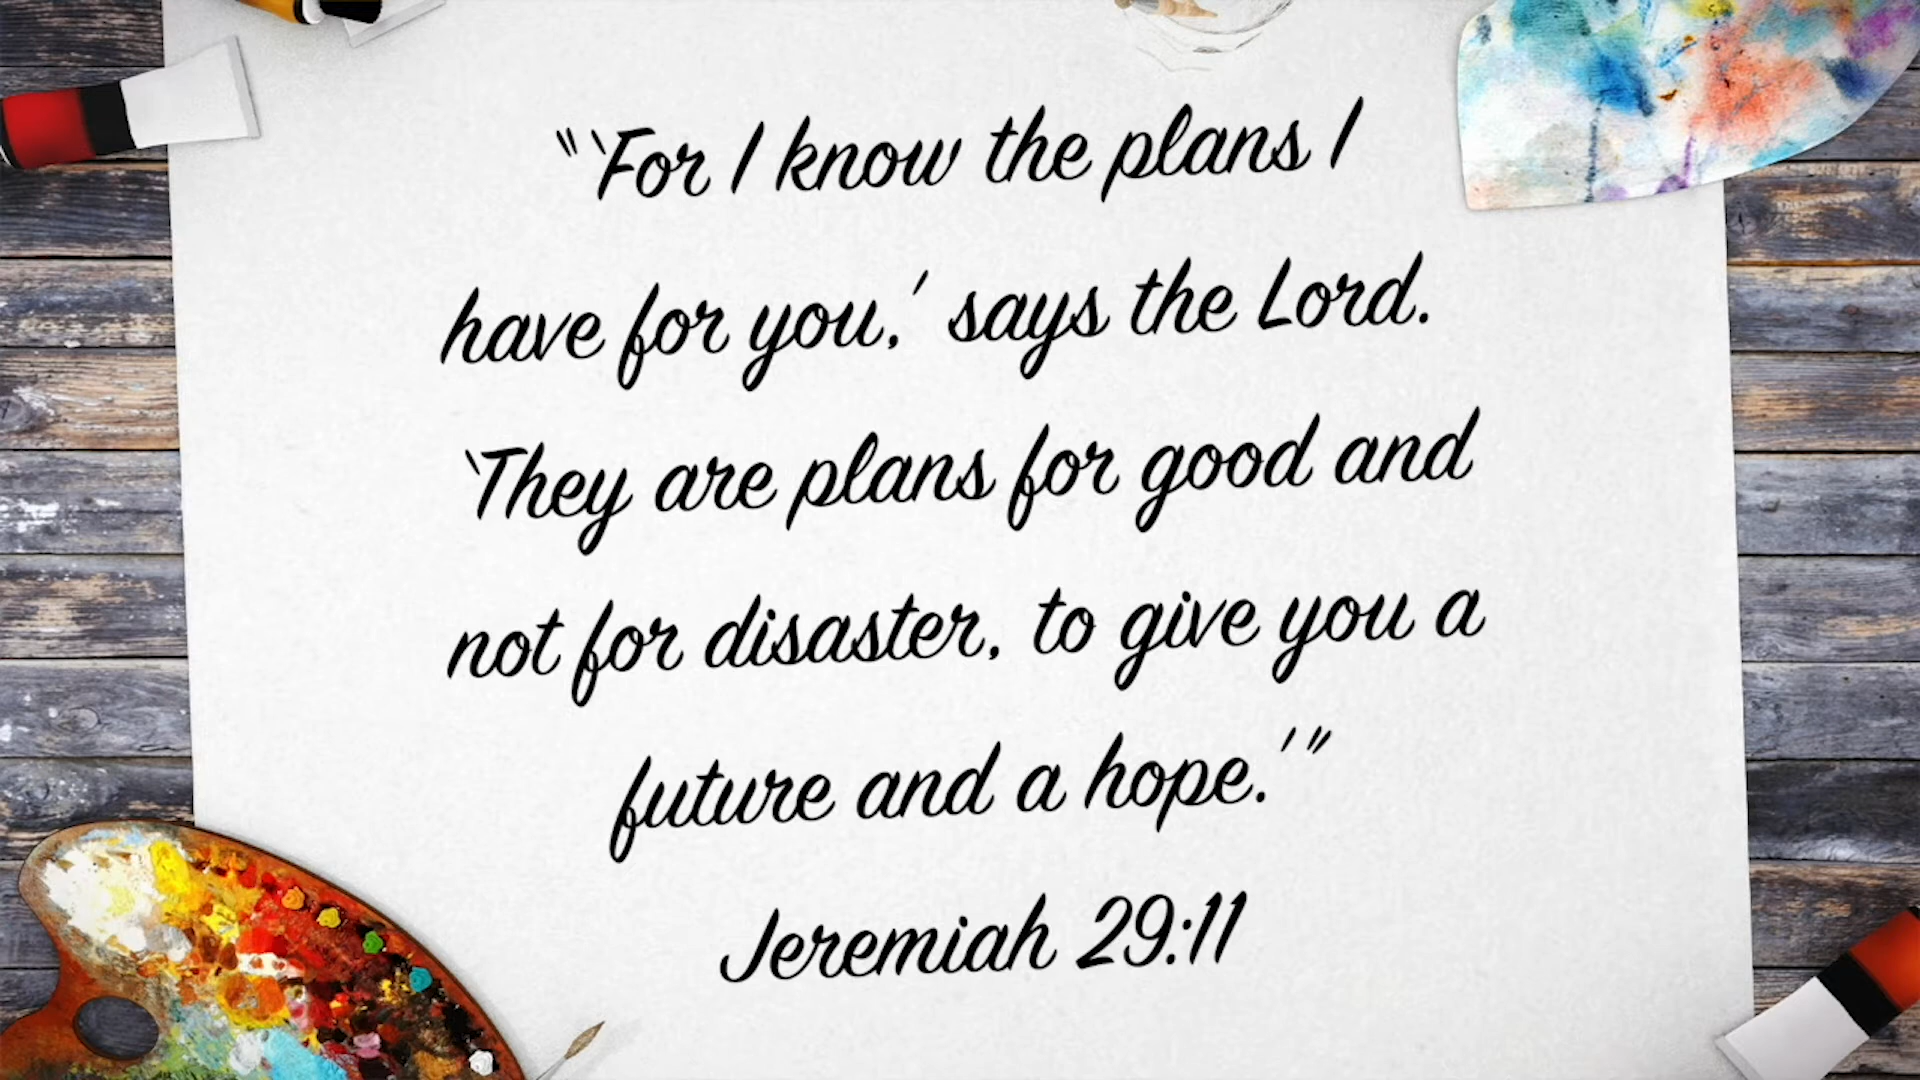 "'For I know the plans I
have for you,' says the Lord.
'They are plans for good and
not for disaster, to give you a
future and a hope.'"
Jeremiah 29:11